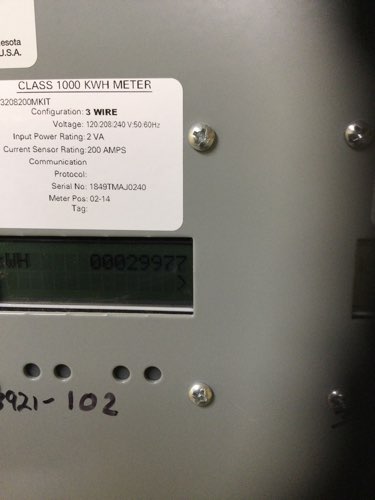 U.S.A.
CLASS 1000 KWH METER
3208200MKIT
Configuration: 3 WIRE
Voltage: 120:208:240 V:50:60Hz
Input Power Rating: 2 VA
Current Sensor Rating: 200 AMPS
Communication
Protocol:
Serial No: 1849TMAJ0240
Meter Pos: 02-14
Tag:
WH 00029977
921-102